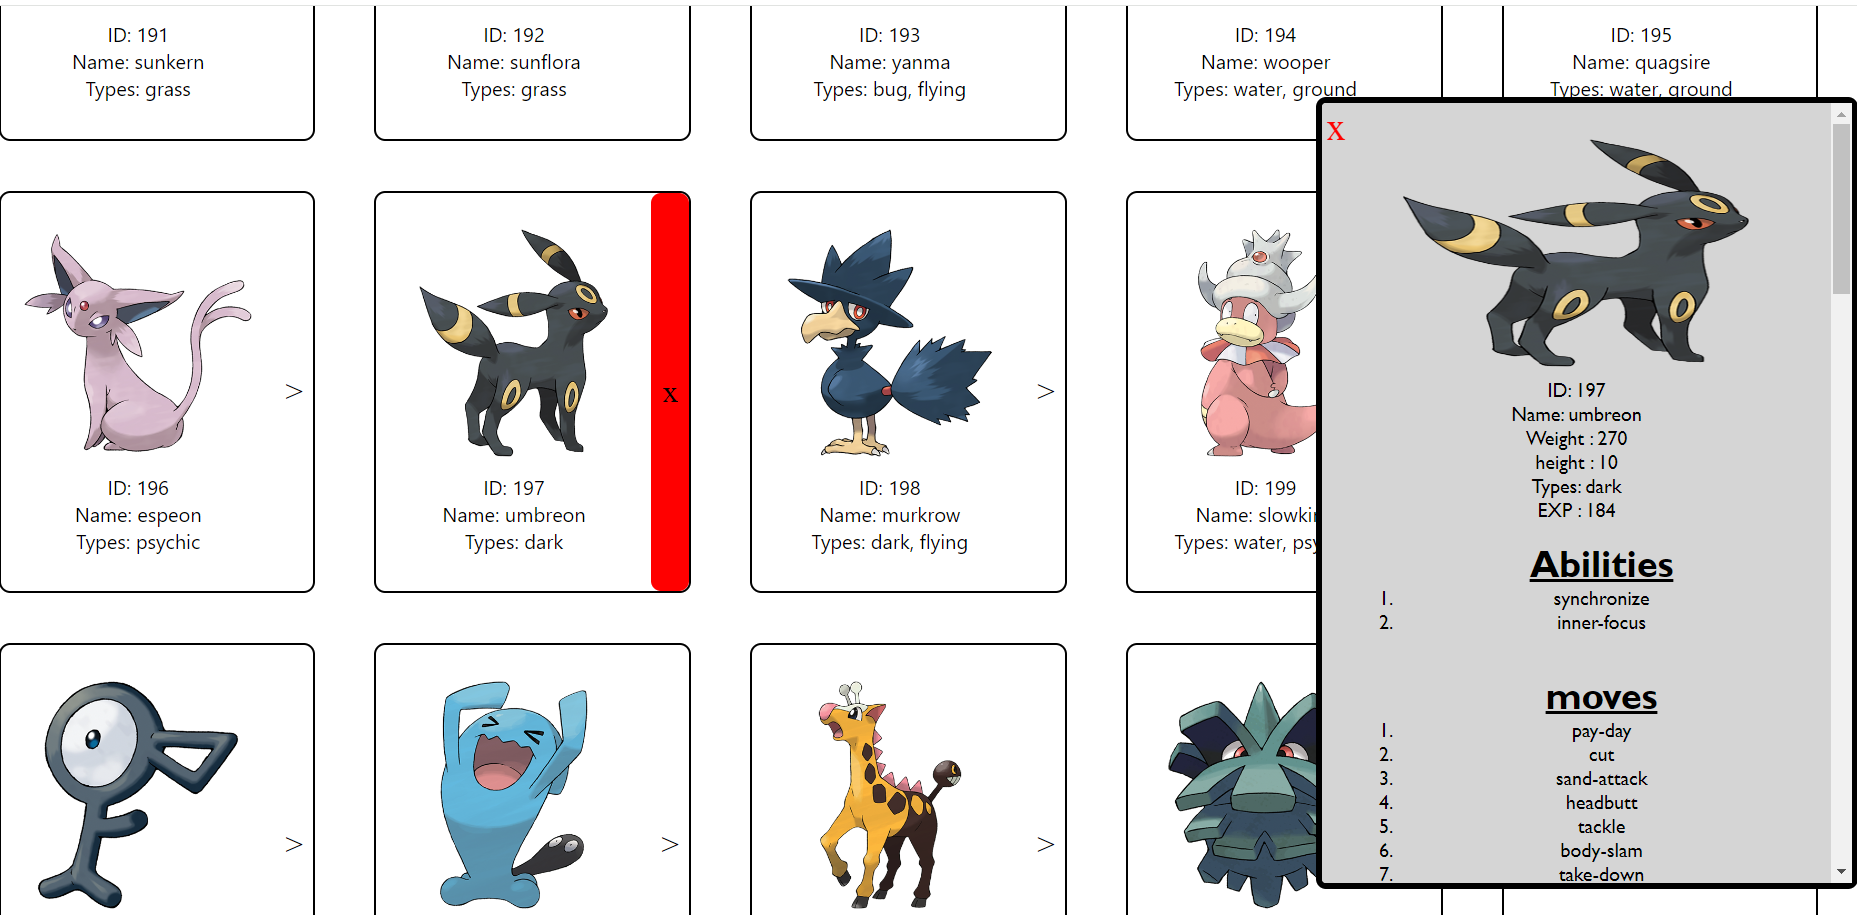 ID: 191
Name: sunkern
Types: grass
ID: 192
Name: sunflora
Types: grass
ID: 193
Name: yanma
Types: bug, flying
ID: 194
Name: wooper
Types: water, ground
ID: 195
Name: quagsire
Types: water, ground
>
ID: 196
Name: espeon
Types: psychic
x
ID: 197
Name: umbreon
Types: dark
>
ID: 198
Name: murkrow
Types: dark, flying
ID: 199
Name: slowki
Types: water, psy
>
>
>
X
ID: 197
Name: umbreon
Weight : 270
height : 10
Types: dark
EXP : 184
Abilities
1. synchronize
2. inner-focus
moves
1. pay-day
2. cut
3. sand-attack
4. headbutt
5. tackle
6. body-slam
7. take-down